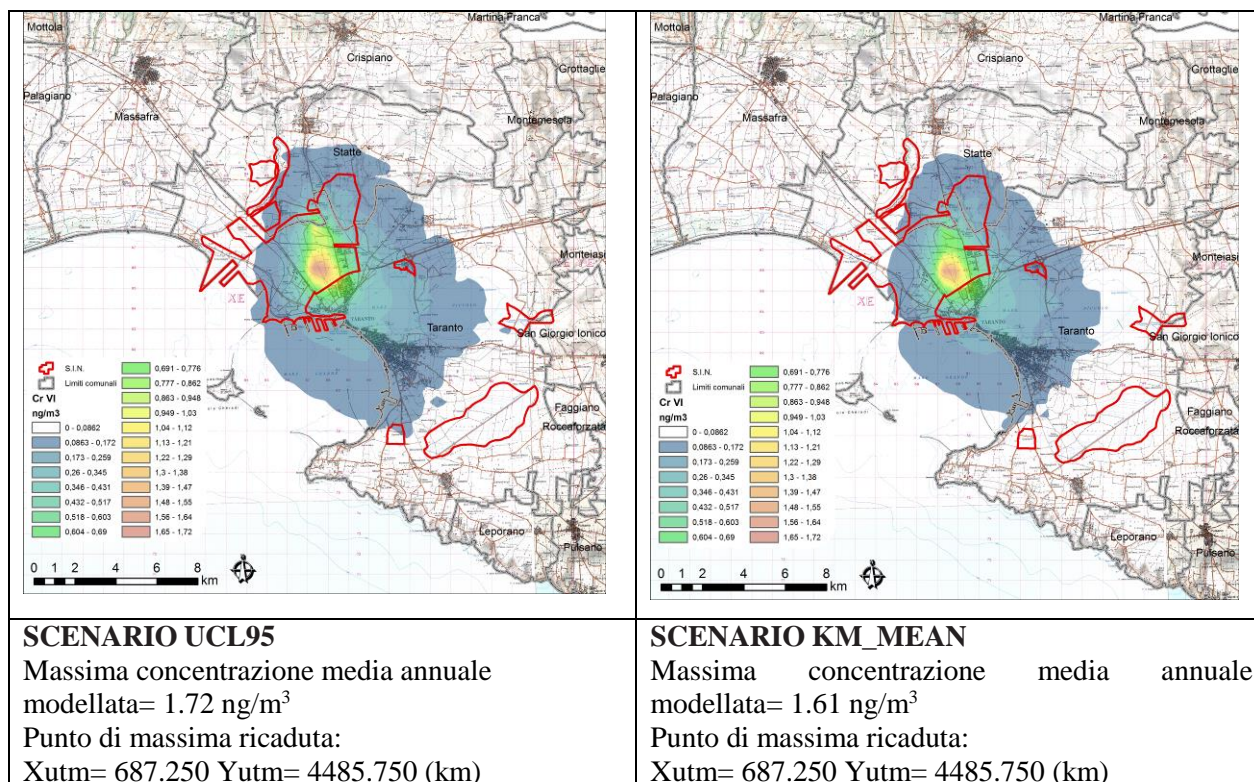 Mottola
Martina Franca
Crispiano
Grottaglie
Palagiano
Massafra
Montemesola
Statte
Monteiasi
XE
TARANTO
Taranto
San Giorgio Ionico
Faggiano
Roccaforzata
Leporano
Pulsano
S.I.N.
Limiti comunali
Cr VI
ng/m3
0 - 0,0862
0,0863 - 0,172
0,173 - 0,259
0,26 - 0,345
0,346 - 0,431
0,432 - 0,517
0,518 - 0,603
0,604 - 0,69
0,691 - 0,776
0,777 - 0,862
0,863 - 0,948
0,949 - 1,03
1,04 - 1,12
1,13 - 1,21
1,22 - 1,29
1,3 - 1,38
1,39 - 1,47
1,48 - 1,55
1,56 - 1,64
1,65 - 1,72
0 1 2 4 6 8
km
SCENARIO UCL95
Massima concentrazione media annuale
modellata= 1.72 ng/m3
Punto di massima ricaduta:
Xutm= 687.250 Yutm= 4485.750 (km)
Mottola
Martina Franca
Crispiano
Grottaglie
Palagiano
Massafra
Montemesola
Statte
Monteiasi
XE
TARANTO
Taranto
San Giorgio Ionico
Faggiano
Roccaforzata
Leporano
Pulsano
S.I.N.
Limiti comunali
Cr VI
ng/m3
0 - 0,0862
0,0863 - 0,172
0,173 - 0,259
0,26 - 0,345
0,346 - 0,431
0,432 - 0,517
0,518 - 0,603
0,604 - 0,69
0,691 - 0,776
0,777 - 0,862
0,863 - 0,948
0,949 - 1,03
1,04 - 1,12
1,13 - 1,21
1,22 - 1,29
1,3 - 1,38
1,39 - 1,47
1,48 - 1,55
1,56 - 1,64
1,65 - 1,72
0 1 2 4 6 8
km
SCENARIO KM_MEAN
Massima concentrazione media annuale
modellata= 1.61 ng/m3
Punto di massima ricaduta:
Xutm= 687.250 Yutm= 4485.750 (km)